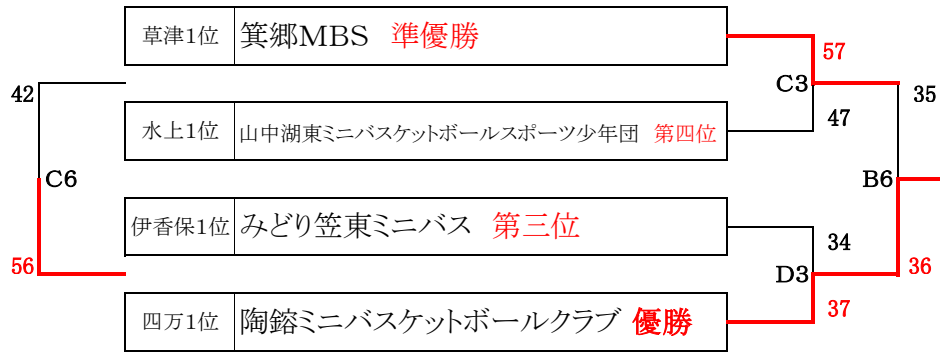 草津1位 箕郷MBS 準優勝
57
42
C3
35
水上1位 山中湖東ミニバスケットボールスポーツ少年団 第四位
47
C6
B6
伊香保1位 みどり笠東ミニバス 第三位
34
56
D3
36
四万1位 陶鎔ミニバスケットボールクラブ 優勝
37